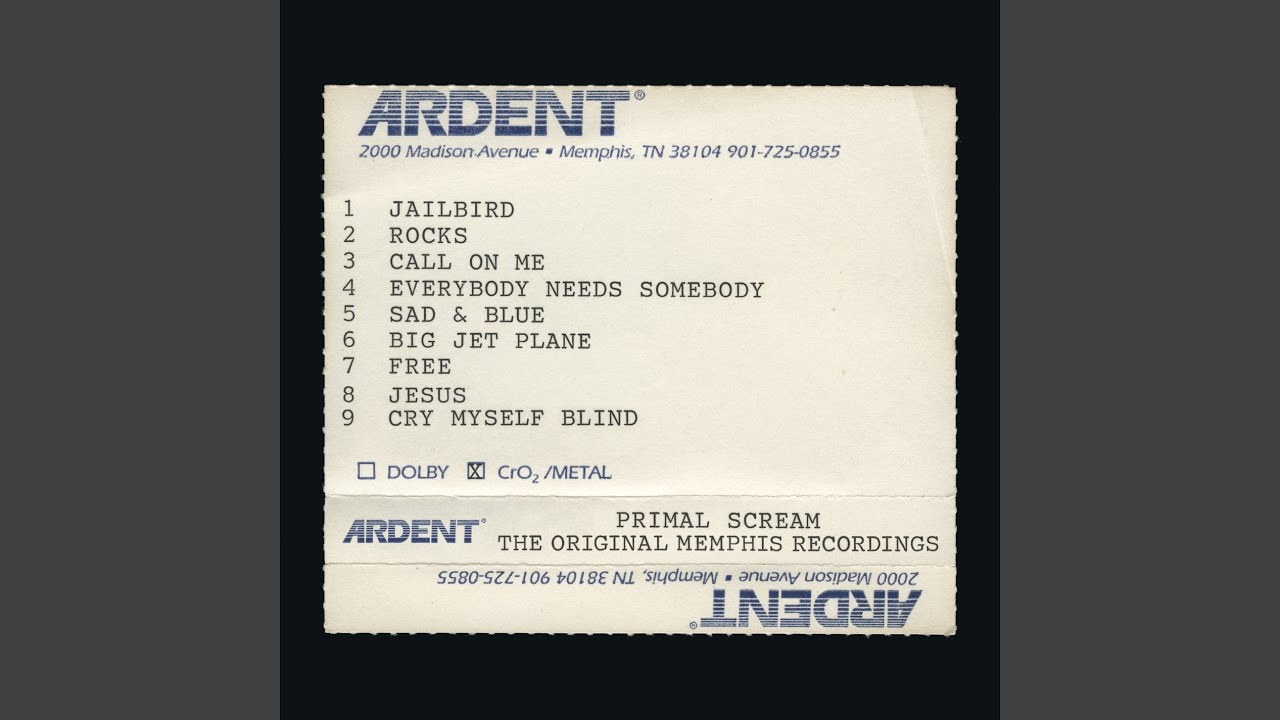 ARDENT®
2000 Madison Avenue ▪ Memphis, TN 38104 901-725-0855
1 JAILBIRD
2 ROCKS
3 CALL ON ME
4 EVERYBODY NEEDS SOMEBODY
5 SAD & BLUE
6 BIG JET PLANE
7 FREE
8 JESUS
9 CRY MYSELF BLIND
☐ DOLBY ☒ CrO₂ /METAL
ARDENT® PRIMAL SCREAM
THE ORIGINAL MEMPHIS RECORDINGS
2000 Madison Avenue ▪ Memphis, TN 38104 901-725-0855
ARDENT®